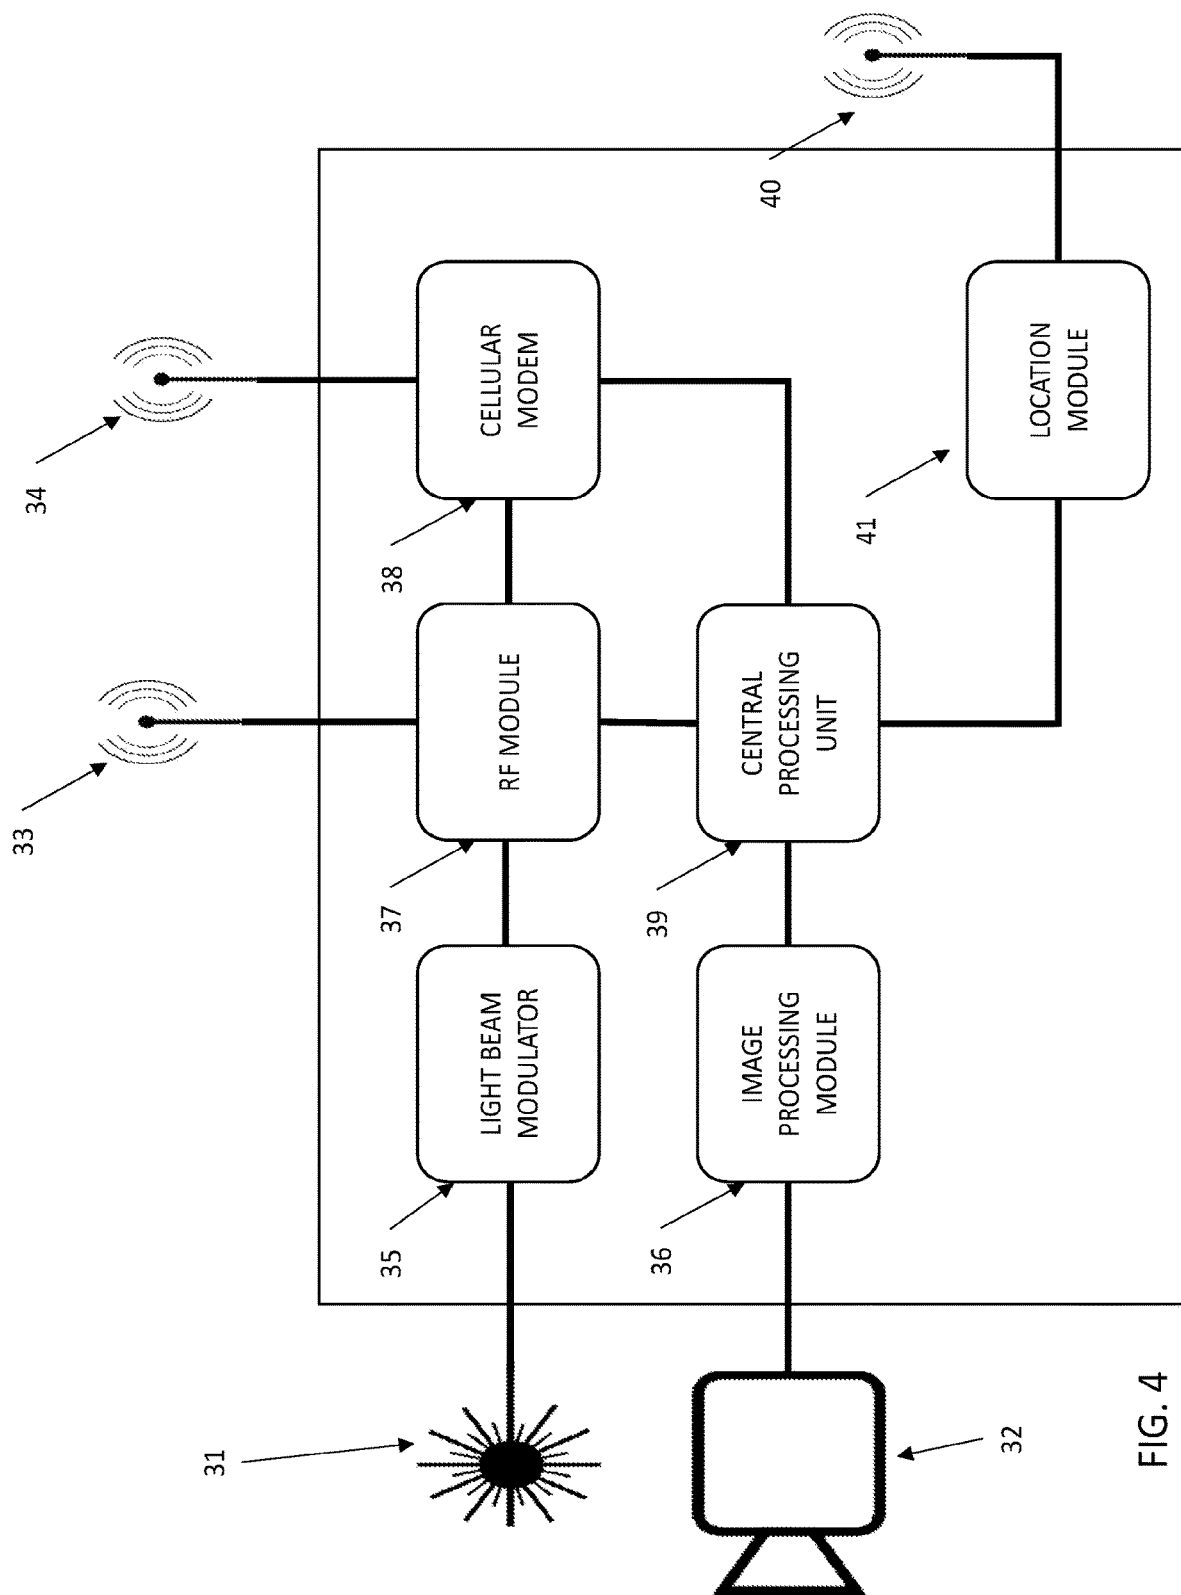 33
34
40
37
38
35
LIGHT BEAM
MODULATOR
RF MODULE
CELLULAR
MODEM
31
36
39
41
IMAGE
PROCESSING
MODULE
CENTRAL
PROCESSING
UNIT
LOCATION
MODULE
32
FIG. 4